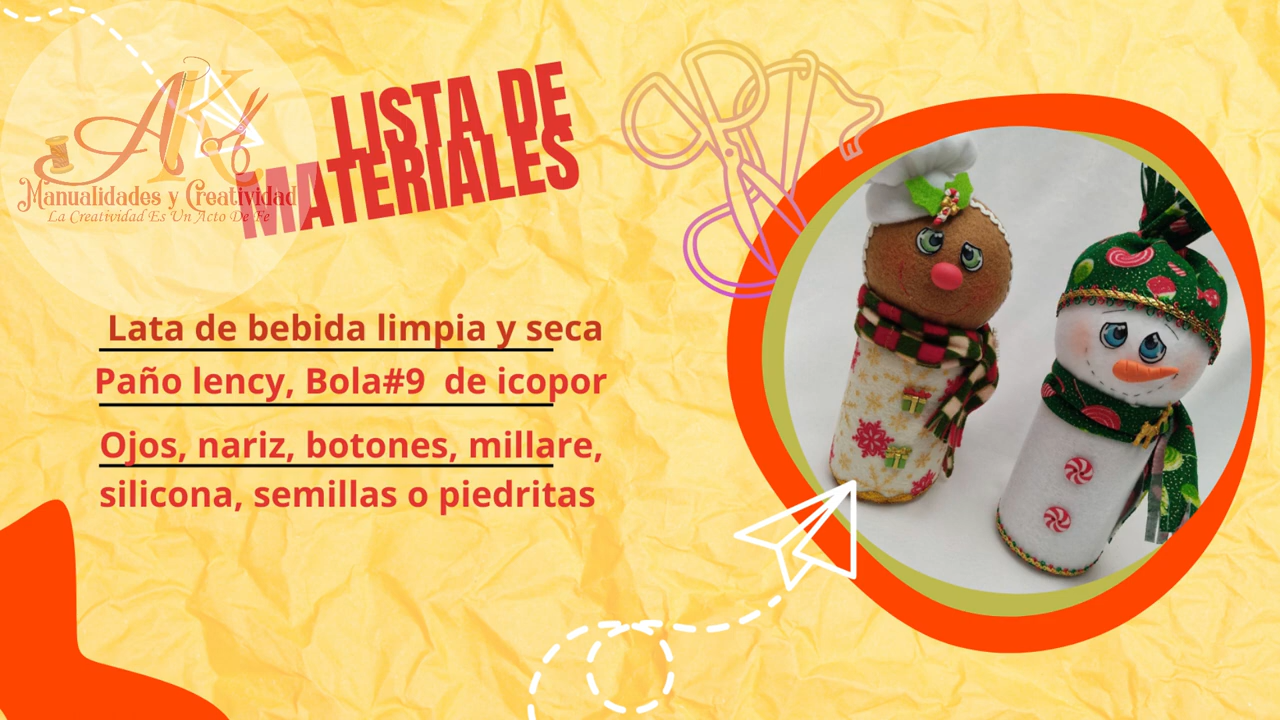 AK
Manualidades y Creatividad
La Creatividad Es Un Acto De Fe
LISTA DE
MATERIALES
Lata de bebida limpia y seca
Paño lency, Bola#9 de icopor
Ojos, nariz, botones, millare,
silicona, semillas o piedritas